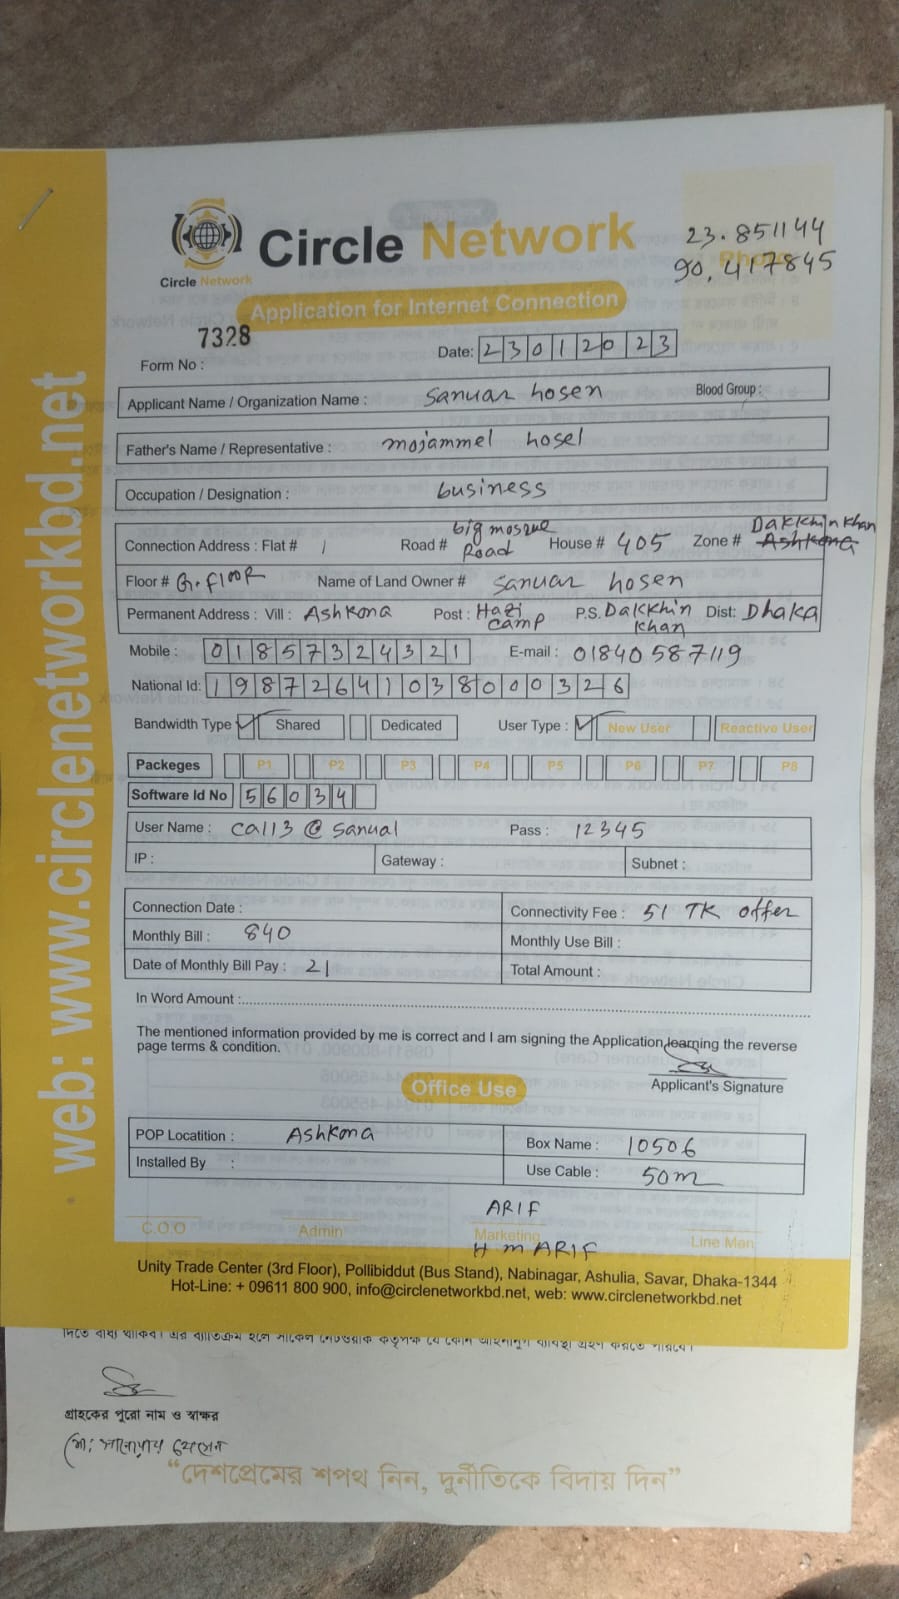 web: www.circlenetworkbd.net
Circle Network
Circle Network
23.851144
90.417845
Photo
Application for Internet Connection
7328
Form No :
Date: 23012023
Applicant Name / Organization Name : Sanuar hosen Blood Group :
Father's Name / Representative : mojammel hosel
Occupation / Designation : business
Connection Address : Flat # 1 Road # big mosque Road House # 405 Zone # Dakkhin khan Ashkona
Floor # G. floor Name of Land Owner # Sanuar hosen
Permanent Address : Vill : Ashkona Post : Hazi camp P.S. Dakkhin khan Dist: Dhaka
Mobile : 01857324321 E-mail : 01840587119
National Id: 19872641038000326
Bandwidth Type Shared Dedicated User Type : New User Reactive User
Packeges P1 P2 P3 P4 P5 P6 P7 P8
Software Id No 56034
User Name : Pass : 12345
IP : Gateway : Subnet :
Connection Date : Connectivity Fee : 51 TK offer
Monthly Bill : 840 Monthly Use Bill :
Date of Monthly Bill Pay : 21 Total Amount :
In Word Amount :
The mentioned information provided by me is correct and I am signing the Application,learning the reverse
page terms & condition.
Applicant's Signature
Office Use
POP Locatition : Ashkona Box Name : 10506
Installed By : Use Cable : 50m
ARIF
C.O.O Admin Marketing Line Man
H m ARIF
Unity Trade Center (3rd Floor), Pollibiddut (Bus Stand), Nabinagar, Ashulia, Savar, Dhaka-1344
Hot-Line: + 09611 800 900, info@circlenetworkbd.net, web: www.circlenetworkbd.net
গ্রাহকের পুরো নাম ও স্বাক্ষর
“দেশপ্রেমের শপথ নিন, দুর্নীতিকে বিদায় দিন”